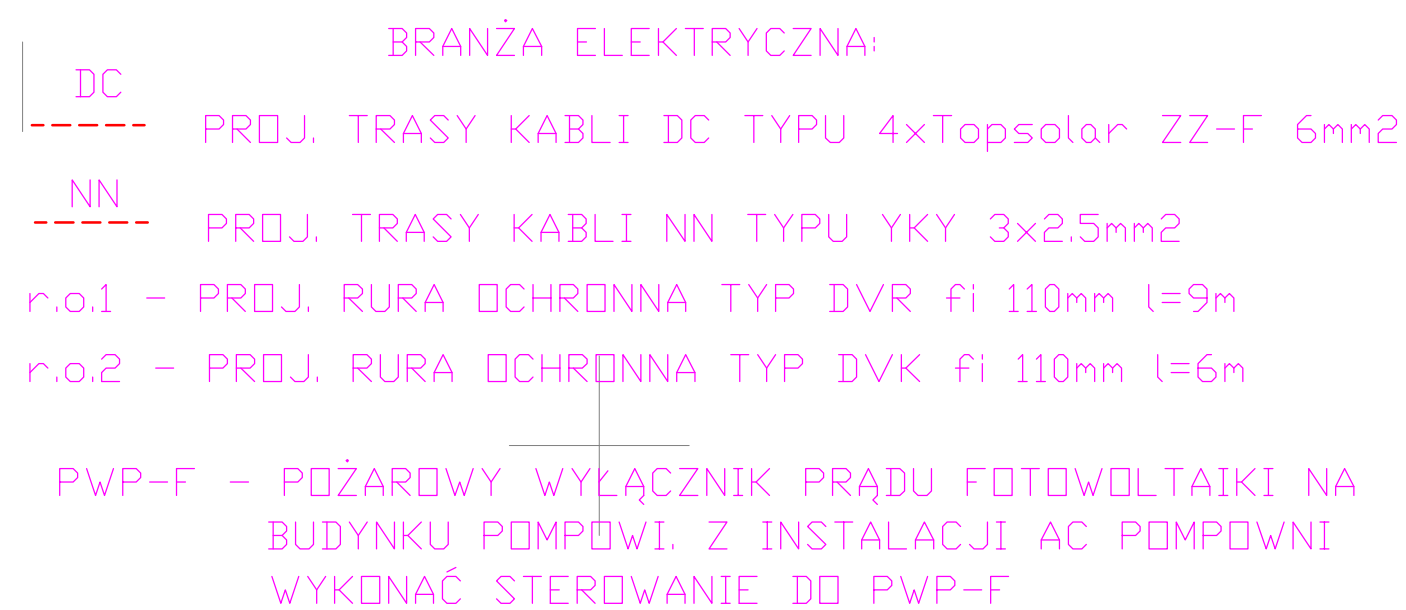 BRANŻA ELEKTRYCZNA:
DC
PROJ. TRASY KABLI DC TYPU 4xTopsolar ZZ-F 6mm2
NN
PROJ. TRASY KABLI NN TYPU YKY 3x2.5mm2
r.o.1 - PROJ. RURA OCHRONNA TYP DVR fi 110mm l=9m
r.o.2 - PROJ. RURA OCHRONNA TYP DVK fi 110mm l=6m
PWP-F - POŻAROWY WYŁĄCZNIK PRĄDU FOTOWOLTAIKI NA
BUDYNKU POMPOWI. Z INSTALACJI AC POMPOWNI
WYKONAĆ STEROWANIE DO PWP-F